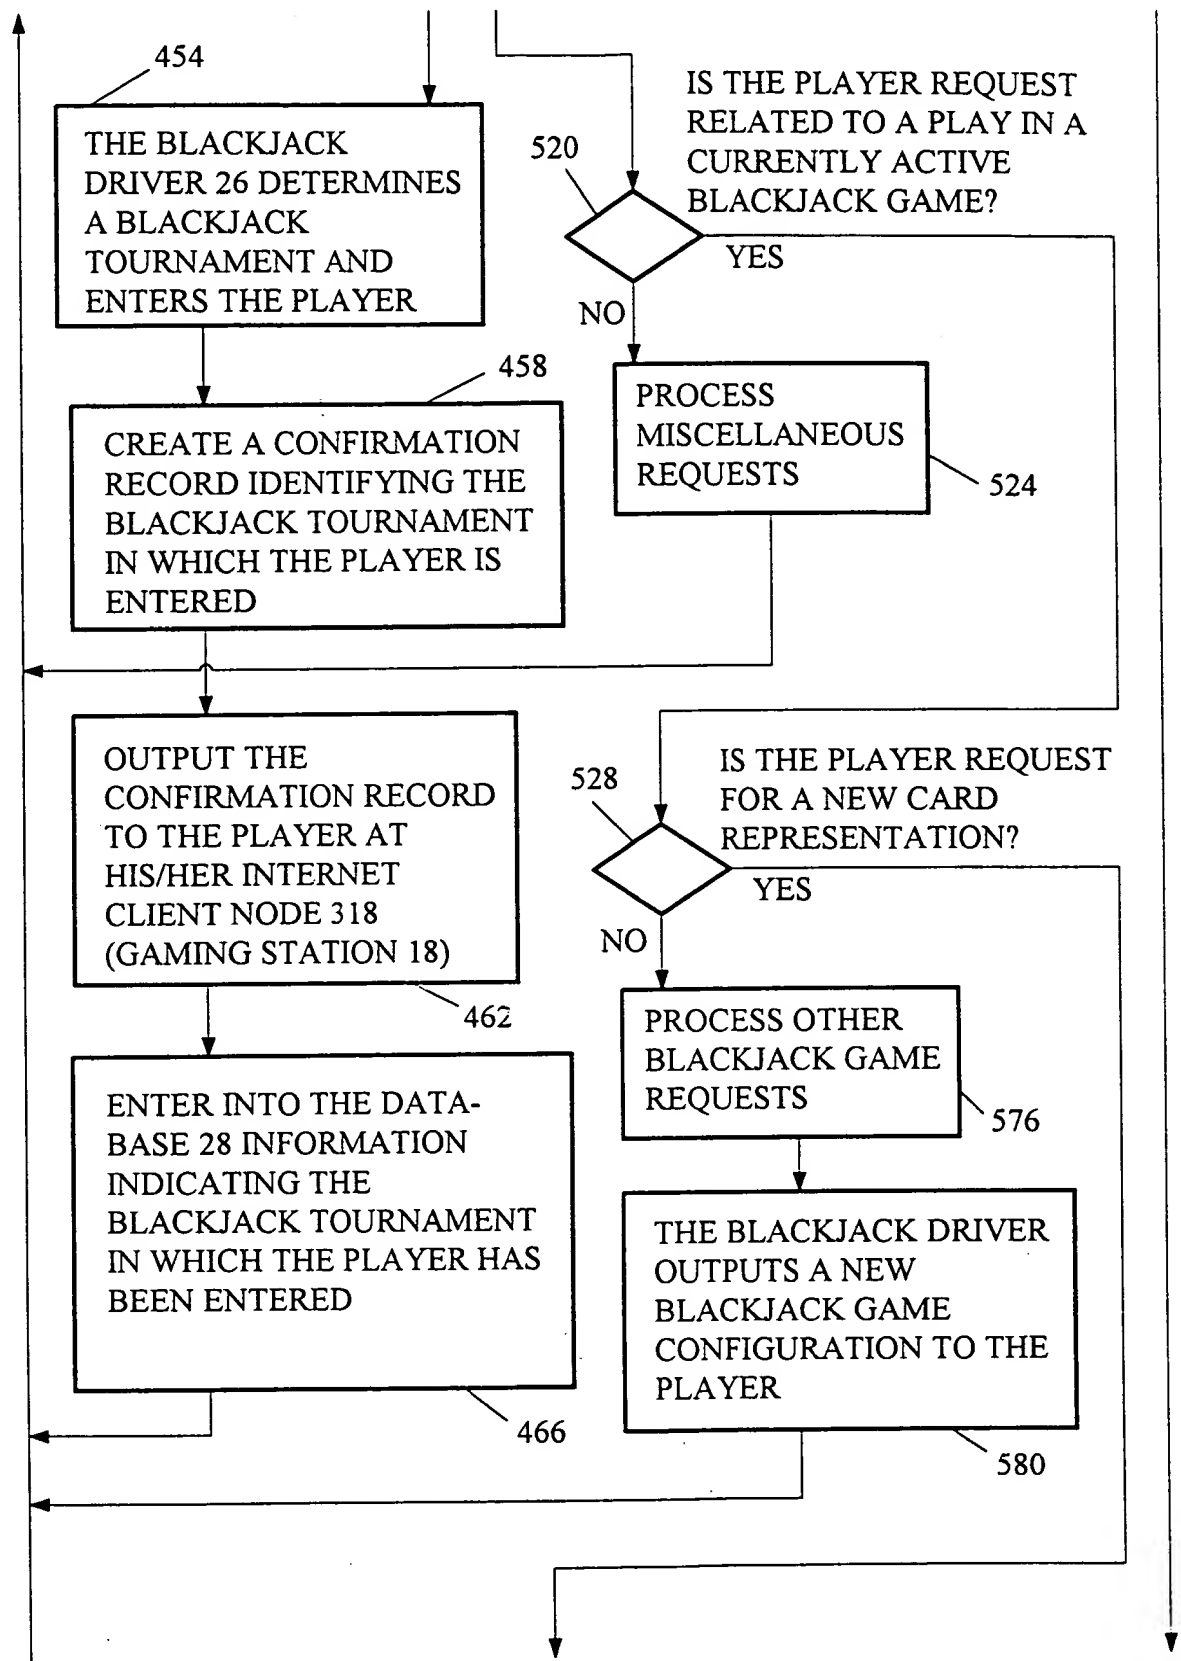 454
THE BLACKJACK
DRIVER 26 DETERMINES
A BLACKJACK
TOURNAMENT AND
ENTERS THE PLAYER
458
CREATE A CONFIRMATION
RECORD IDENTIFYING THE
BLACKJACK TOURNAMENT
IN WHICH THE PLAYER IS
ENTERED
OUTPUT THE
CONFIRMATION RECORD
TO THE PLAYER AT
HIS/HER INTERNET
CLIENT NODE 318
(GAMING STATION 18)
462
ENTER INTO THE DATA-
BASE 28 INFORMATION
INDICATING THE
BLACKJACK TOURNAMENT
IN WHICH THE PLAYER HAS
BEEN ENTERED
466
IS THE PLAYER REQUEST
RELATED TO A PLAY IN A
CURRENTLY ACTIVE
BLACKJACK GAME?
520
YES
NO
PROCESS
MISCELLANEOUS
REQUESTS
524
IS THE PLAYER REQUEST
FOR A NEW CARD
REPRESENTATION?
528
YES
NO
PROCESS OTHER
BLACKJACK GAME
REQUESTS
576
THE BLACKJACK DRIVER
OUTPUTS A NEW
BLACKJACK GAME
CONFIGURATION TO THE
PLAYER
580